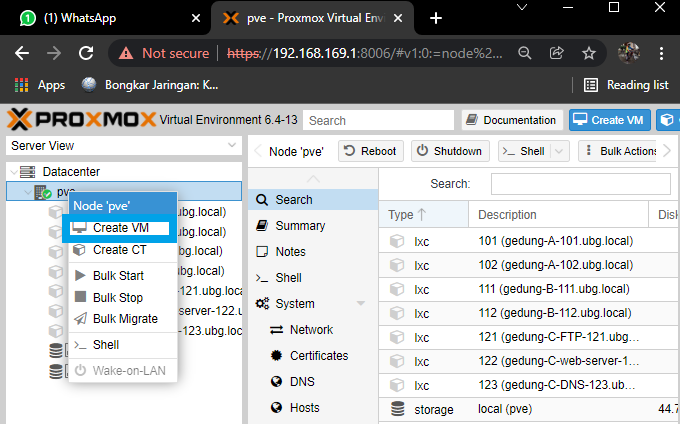 (1) WhatsApp
pve - Proxmox Virtual Envi
Not secure
https://192.168.169.1:8006/#v1:0:=node%2...
Apps
Bongkar Jaringan: K...
Reading list
PROXMOX
Virtual Environment 6.4-13
Search
Documentation
Create VM
Server View
Datacenter
pve
Node 'pve'
Create VM
Create CT
Bulk Start
Bulk Stop
Bulk Migrate
Shell
Wake-on-LAN
.ubg.local)
.ubg.local)
.ubg.local)
.ubg.local)
-121.ubg.local)
-server-122.ubg.loca
-123.ubg.loca
Node 'pve'
Reboot
Shutdown
Shell
Bulk Actions
Search
Summary
Notes
Shell
System
Network
Certificates
DNS
Hosts
Search:
Type
Description
Disk
lxc
101 (gedung-A-101.ubg.local)
lxc
102 (gedung-A-102.ubg.local)
lxc
111 (gedung-B-111.ubg.local)
lxc
112 (gedung-B-112.ubg.local)
lxc
121 (gedung-C-FTP-121.ubg...
lxc
122 (gedung-C-web-server-1...
lxc
123 (gedung-C-DNS-123.ub...
storage
local (pve)
44.7